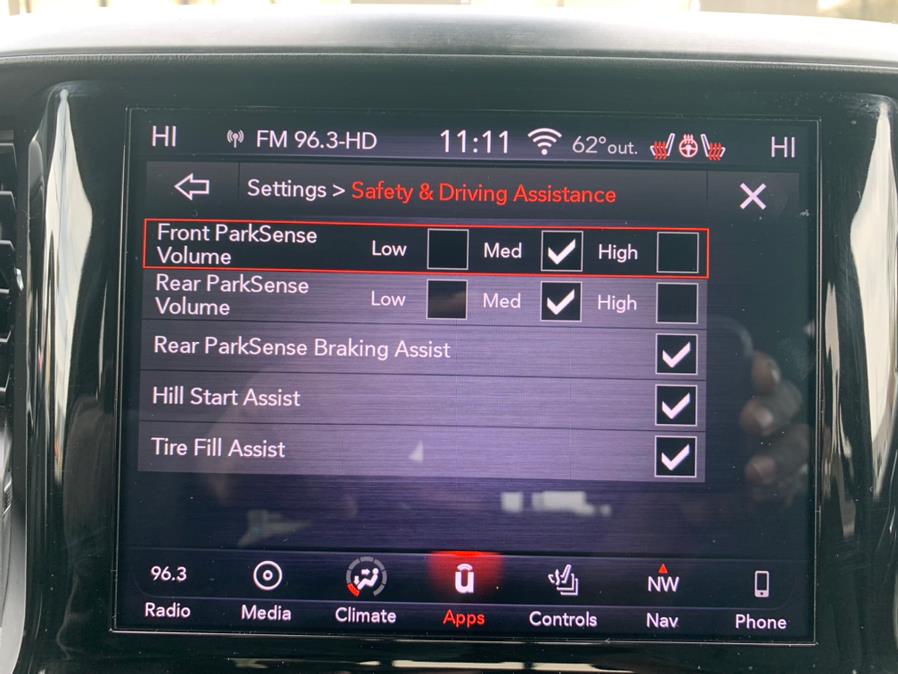 HI FM 96.3-HD 11:11 62°out. HI
Settings > Safety & Driving Assistance
Front ParkSense
Volume
Low Med High
Rear ParkSense
Volume
Low Med High
Rear ParkSense Braking Assist
Hill Start Assist
Tire Fill Assist
96.3 NW
Radio Media Climate Apps Controls Nav Phone